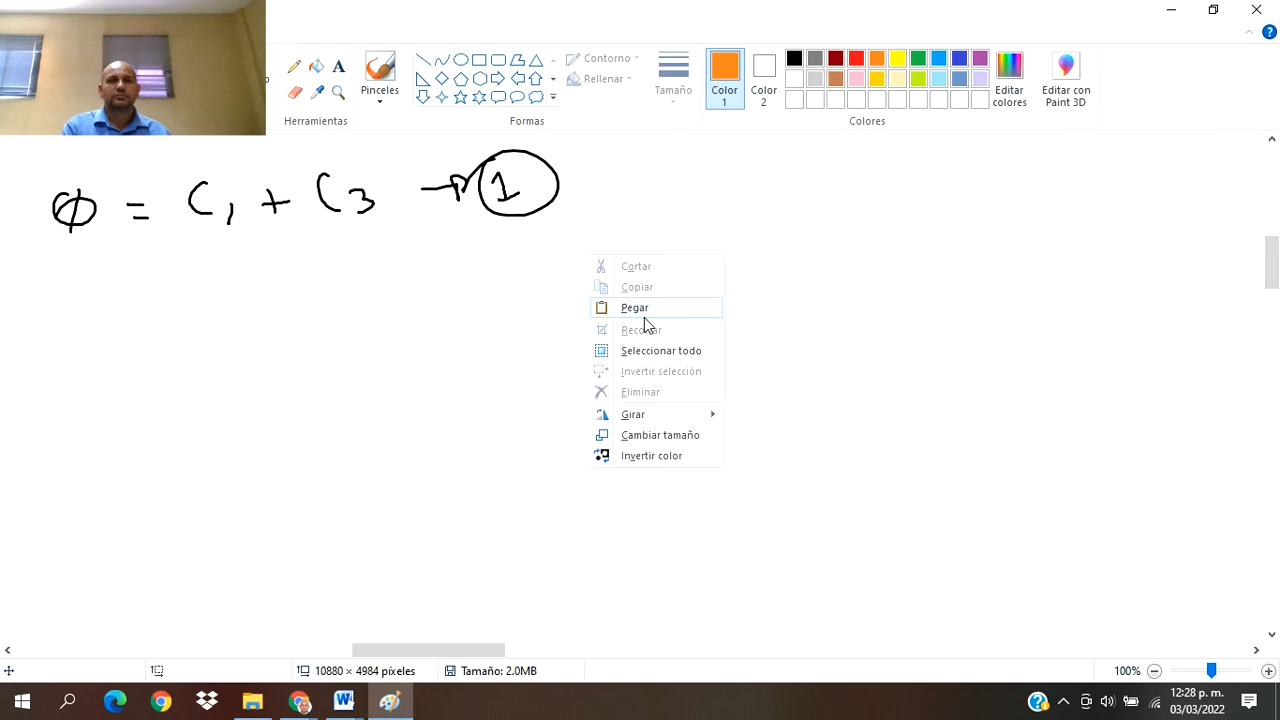 Pinceles
Tamaño
Contorno
Rellenar
Color 1
Color 2
Editar colores
Editar con Paint 3D
Herramientas
Formas
Colores
ϕ = C₁ + C₃ → 1
Cortar
Copiar
Pegar
Recortar
Seleccionar todo
Invertir selección
Eliminar
Girar
Cambiar tamaño
Invertir color
10880 × 4984 píxeles
Tamaño: 2.0MB
100%
12:28 p. m.
03/03/2022